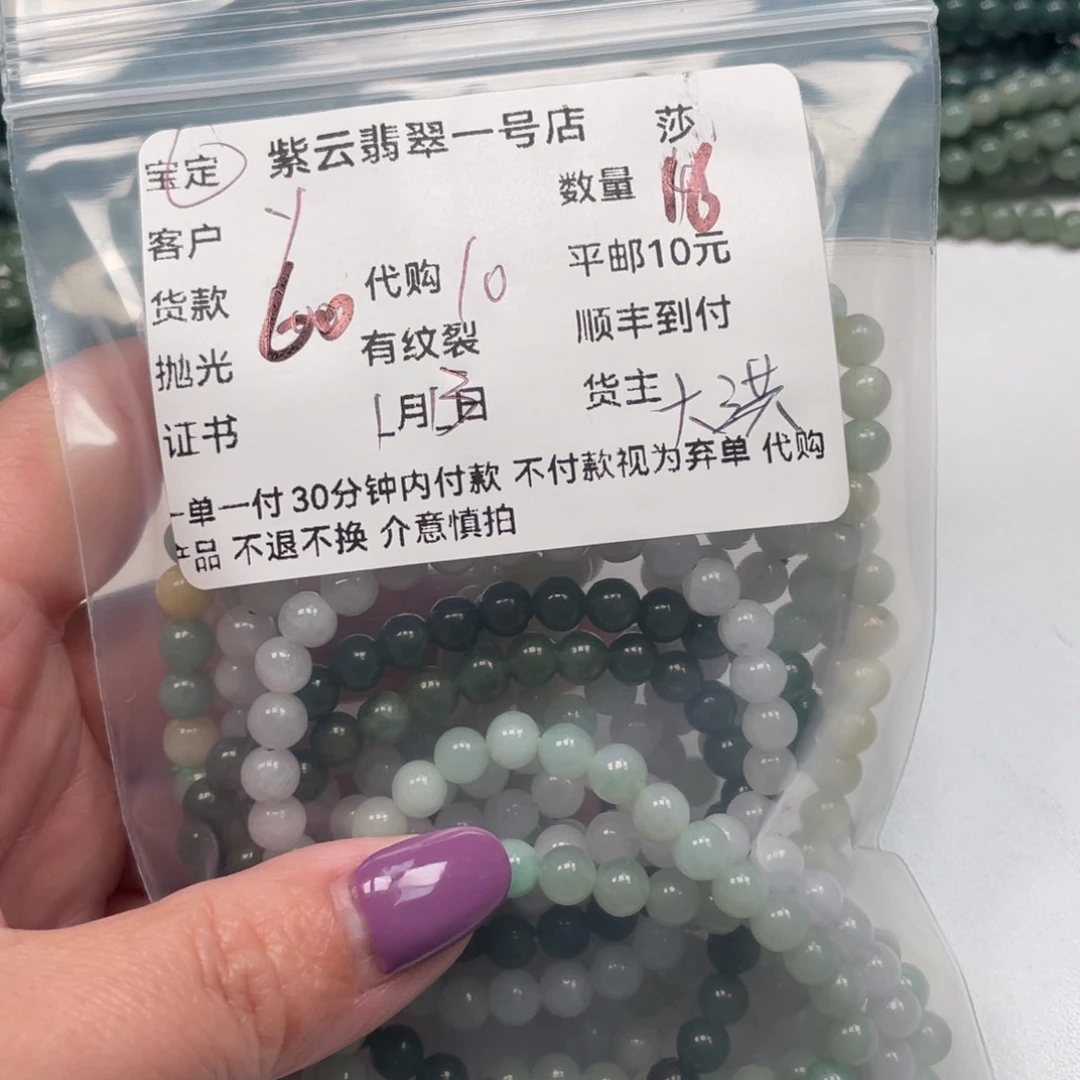 紫云翡翠一号店 莎
宝定 数量 16
客户 Y 代购 10 平邮10元
货款 600 有纹裂 顺丰到付
抛光 1月13日 货主 大洪
证书
一单一付 30分钟内付款 不付款视为弃单 代购
产品 不退不换 介意慎拍